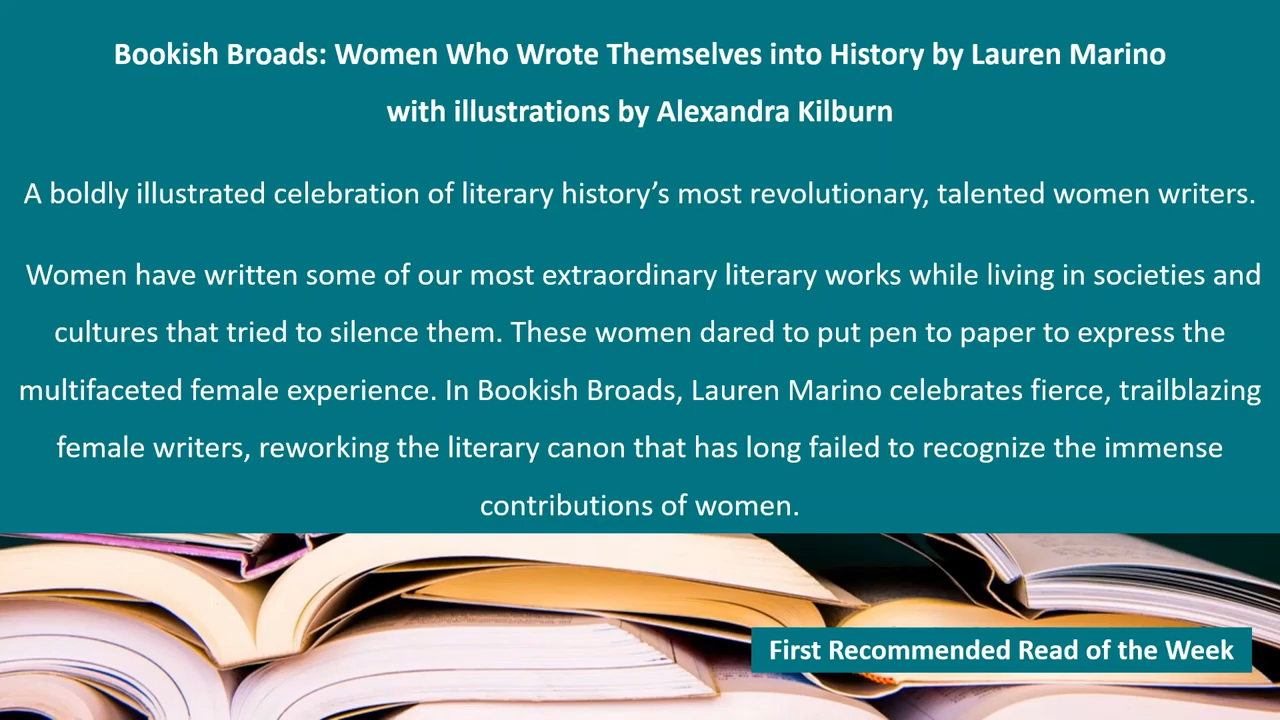 Bookish Broads: Women Who Wrote Themselves into History by Lauren Marino
with illustrations by Alexandra Kilburn
A boldly illustrated celebration of literary history’s most revolutionary, talented women writers.
Women have written some of our most extraordinary literary works while living in societies and
cultures that tried to silence them. These women dared to put pen to paper to express the
multifaceted female experience. In Bookish Broads, Lauren Marino celebrates fierce, trailblazing
female writers, reworking the literary canon that has long failed to recognize the immense
contributions of women.
First Recommended Read of the Week